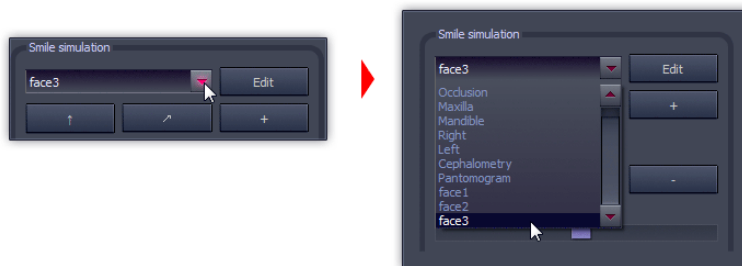 Smile simulation
face3
Edit
↑ ↗ +
Smile simulation
face3
Edit
Occlusion
Maxilla
Mandible
Right
Left
Cephalometry
Pantomogram
face1
face2
face3
+
-